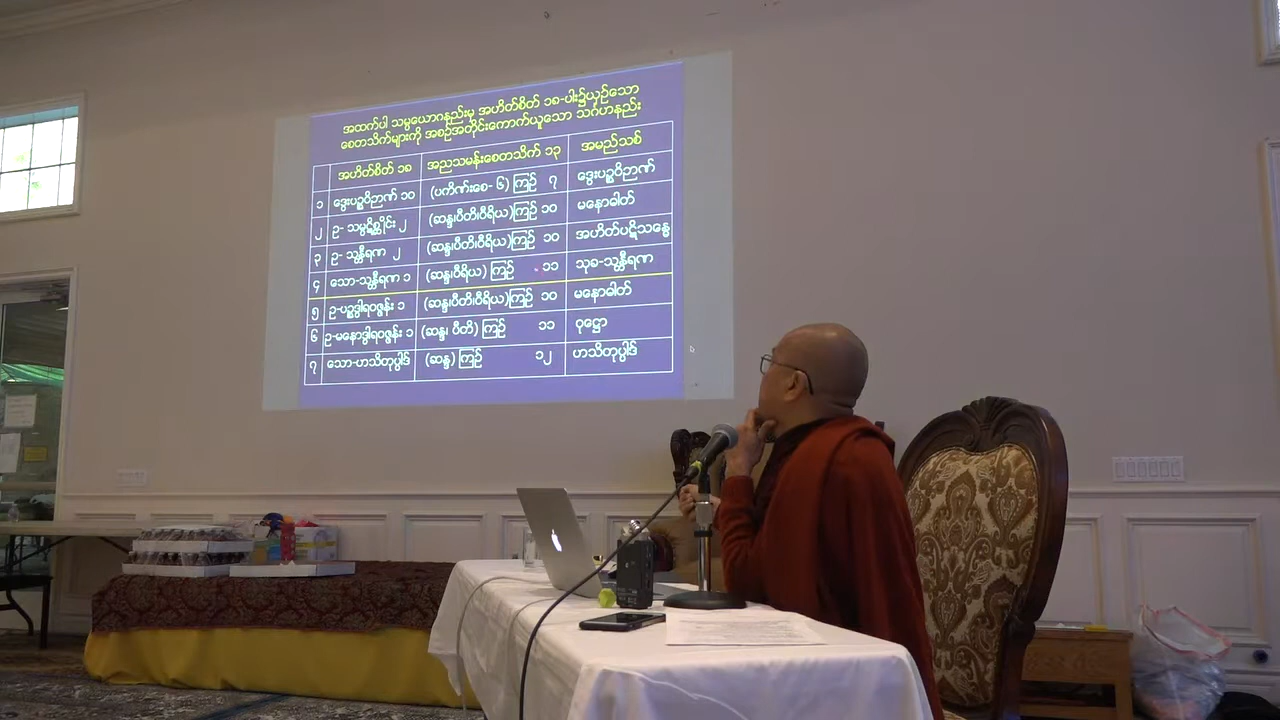 အထက်ပါ သမ္ပယောဂနည်းမှ အဟိတ်စိတ် ၁၈-ပါး၌ယှဉ်သော
စေတသိက်များကို အစဉ်အတိုင်းကောက်ယူသော သင်္ဂဟနည်း
အဟိတ်စိတ် ၁၈ အညသမန်းစေတသိက် ၁၃ အမည်သစ်
၁ ဒွေးပဉ္စဝိညာဏ် ၁၀ (ပကိဏ်းစေ- ၆) ကြဉ် ၇ ဒွေးပဉ္စဝိညာဏ်
၂ ဥ- သမ္ပဋိစ္ဆိုင်း ၂ (ဆန္ဒ၊ပီတိ၊ဝီရိယ)ကြဉ် ၁၀ မနောဓါတ်
၃ ဥ- သန္တီရဏ ၂ (ဆန္ဒ၊ပီတိ၊ဝီရိယ)ကြဉ် ၁၀ အဟိတ်ပဋိသန္ဓေ
၄ သော-သန္တီရဏ ၁ (ဆန္ဒ၊ဝီရိယ) ကြဉ် ၁၁ သုခ-သန္တီရဏ
၅ ဥ-ပဉ္စဒွါရဝဇ္ဇန်း ၁ (ဆန္ဒ၊ပီတိ၊ဝီရိယ)ကြဉ် ၁၀ မနောဓါတ်
၆ ဥ-မနောဒွါရဝဇ္ဇန်း ၁ (ဆန္ဒ၊ ပီတိ) ကြဉ် ၁၁ ဝုဋ္ဌော
၇ သော-ဟသိတုပ္ပါဒ် (ဆန္ဒ) ကြဉ် ၁၂ ဟသိတုပ္ပါဒ်